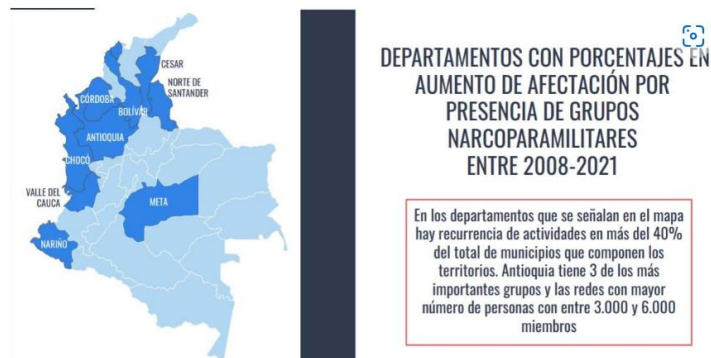 CESAR
NORTE DE
SANTANDER
CÓRDOBA
BOLÍVAR
ANTIOQUIA
CHOCÓ
VALLE DEL
CAUCA
META
NARIÑO
DEPARTAMENTOS CON PORCENTAJES EN
AUMENTO DE AFECTACIÓN POR
PRESENCIA DE GRUPOS
NARCOPARAMILITARES
ENTRE 2008-2021
En los departamentos que se señalan en el mapa
hay recurrencia de actividades en más del 40%
del total de municipios que componen los
territorios. Antioquia tiene 3 de los más
importantes grupos y las redes con mayor
número de personas con entre 3.000 y 6.000
miembros